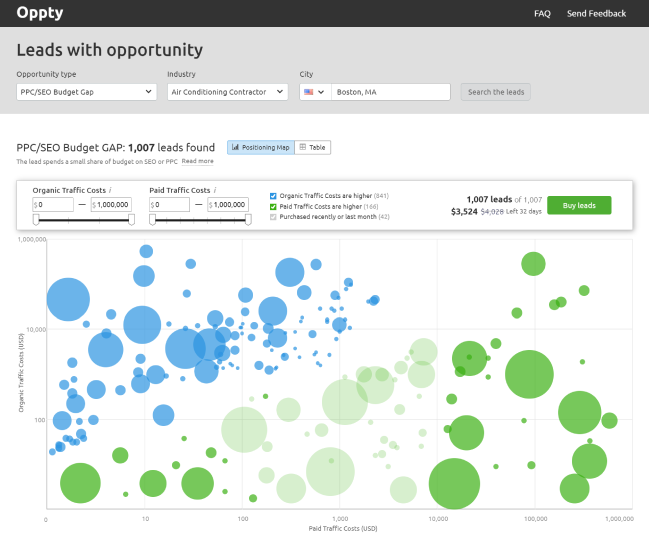 Oppty
FAQ Send Feedback
Leads with opportunity
Opportunity type Industry City
PPC/SEO Budget Gap Air Conditioning Contractor Boston, MA Search the leads
PPC/SEO Budget GAP: 1,007 leads found Positioning Map Table
The lead spends a small share of budget on SEO or PPC Read more
Organic Traffic Costs i Paid Traffic Costs i
$ 0 — $ 1,000,000 $ 0 — $ 1,000,000
Organic Traffic Costs are higher (841)
Paid Traffic Costs are higher (166)
Purchased recently or last month (42)
1,007 leads of 1,007
$3,524 $4,028 Left 32 days
Buy leads
1,000,000
10,000
100
Organic Traffic Costs (USD)
0 10 100 1,000 10,000 100,000 1,000,000
Paid Traffic Costs (USD)